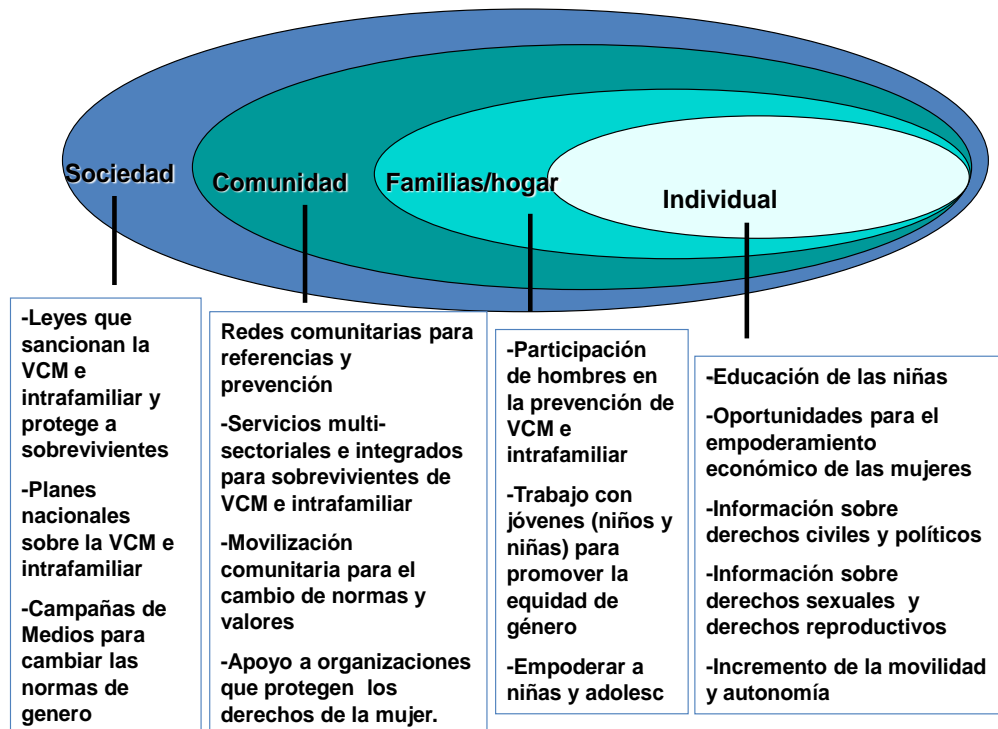 Sociedad
Comunidad
Familias/hogar
Individual
-Leyes que
sancionan la
VCM e
intrafamiliar y
protege a
sobrevivientes
-Planes
nacionales
sobre la VCM e
intrafamiliar
-Campañas de
Medios para
cambiar las
normas de
genero
Redes comunitarias para
referencias y
prevención
-Servicios multi-
sectoriales e integrados
para sobrevivientes de
VCM e intrafamiliar
-Movilización
comunitaria para el
cambio de normas y
valores
-Apoyo a organizaciones
que protegen los
derechos de la mujer.
-Participación
de hombres en
la prevención de
VCM e
intrafamiliar
-Trabajo con
jóvenes (niños y
niñas) para
promover la
equidad de
género
-Empoderar a
niñas y adolesc
-Educación de las niñas
-Oportunidades para el
empoderamiento
económico de las mujeres
-Información sobre
derechos civiles y políticos
-Información sobre
derechos sexuales y
derechos reproductivos
-Incremento de la movilidad
y autonomía